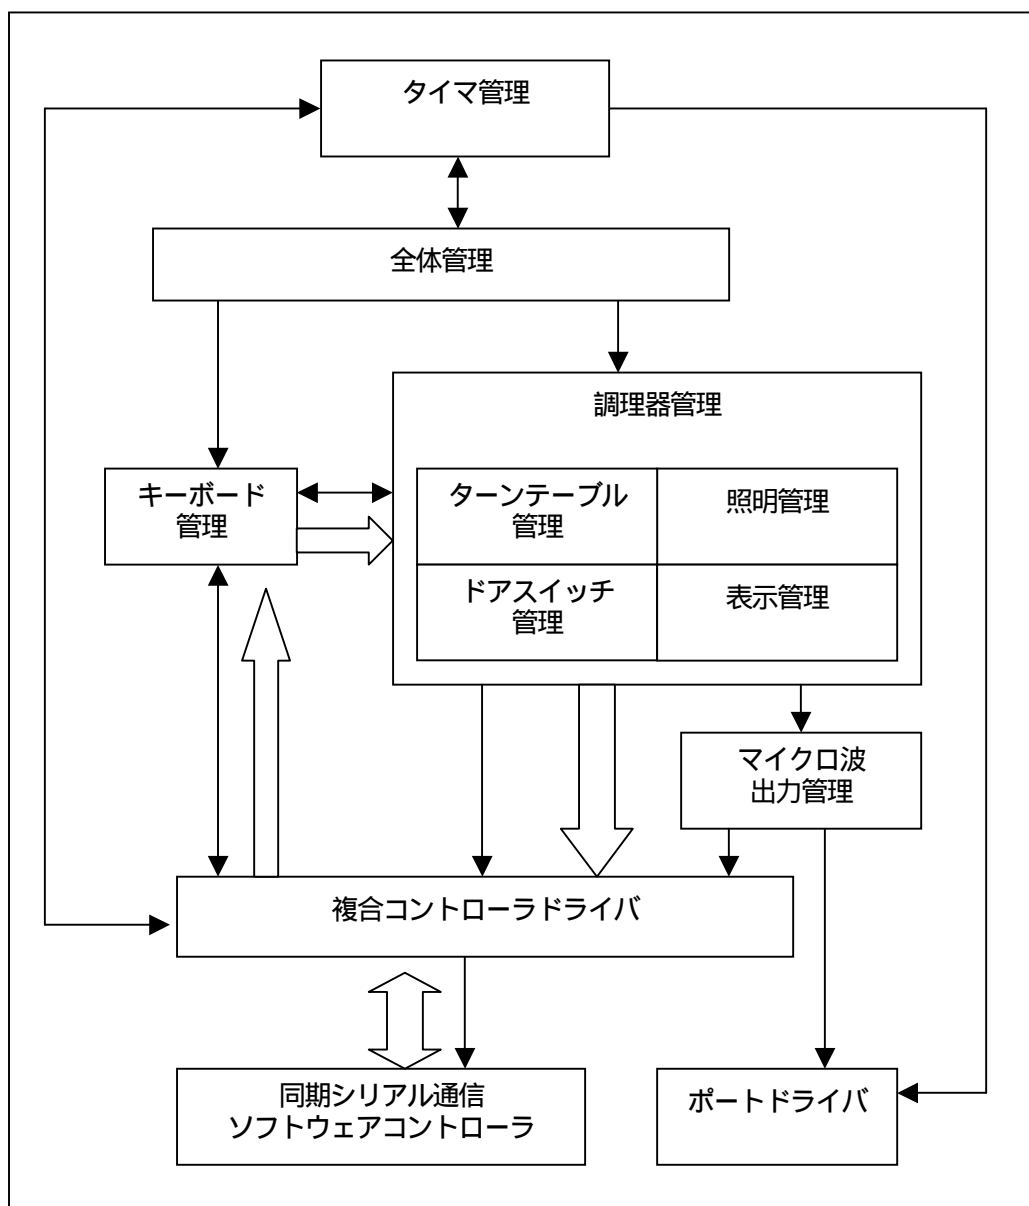 タイマ管理
全体管理
調理器管理
キーボード
管理
ターンテーブル
管理
照明管理
ドアスイッチ
管理
表示管理
マイクロ波
出力管理
複合コントローラドライバ
同期シリアル通信
ソフトウェアコントローラ
ポートドライバ